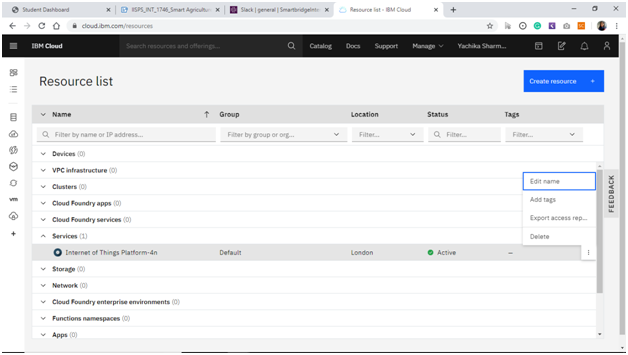 Student Dashboard
IISPS_INT_1746_Smart Agricultur
Slack | general | Smartbridgeint
Resource list - IBM Cloud
cloud.ibm.com/resources
IBM Cloud
Search resources and offerings...
Catalog
Docs
Support
Manage
Yachika Sharm...
Resource list
Create resource +
Name
Group
Location
Status
Tags
Filter by name or IP address...
Filter by group or org...
Filter...
Filter...
Filter...
Devices (0)
VPC infrastructure (0)
Clusters (0)
Cloud Foundry apps (0)
Cloud Foundry services (0)
Services (1)
Internet of Things Platform-4n
Default
London
Active
--
Storage (0)
Network (0)
Cloud Foundry enterprise environments (0)
Functions namespaces (0)
Apps (0)
Edit name
Add tags
Export access rep...
Delete
FEEDBACK
vm